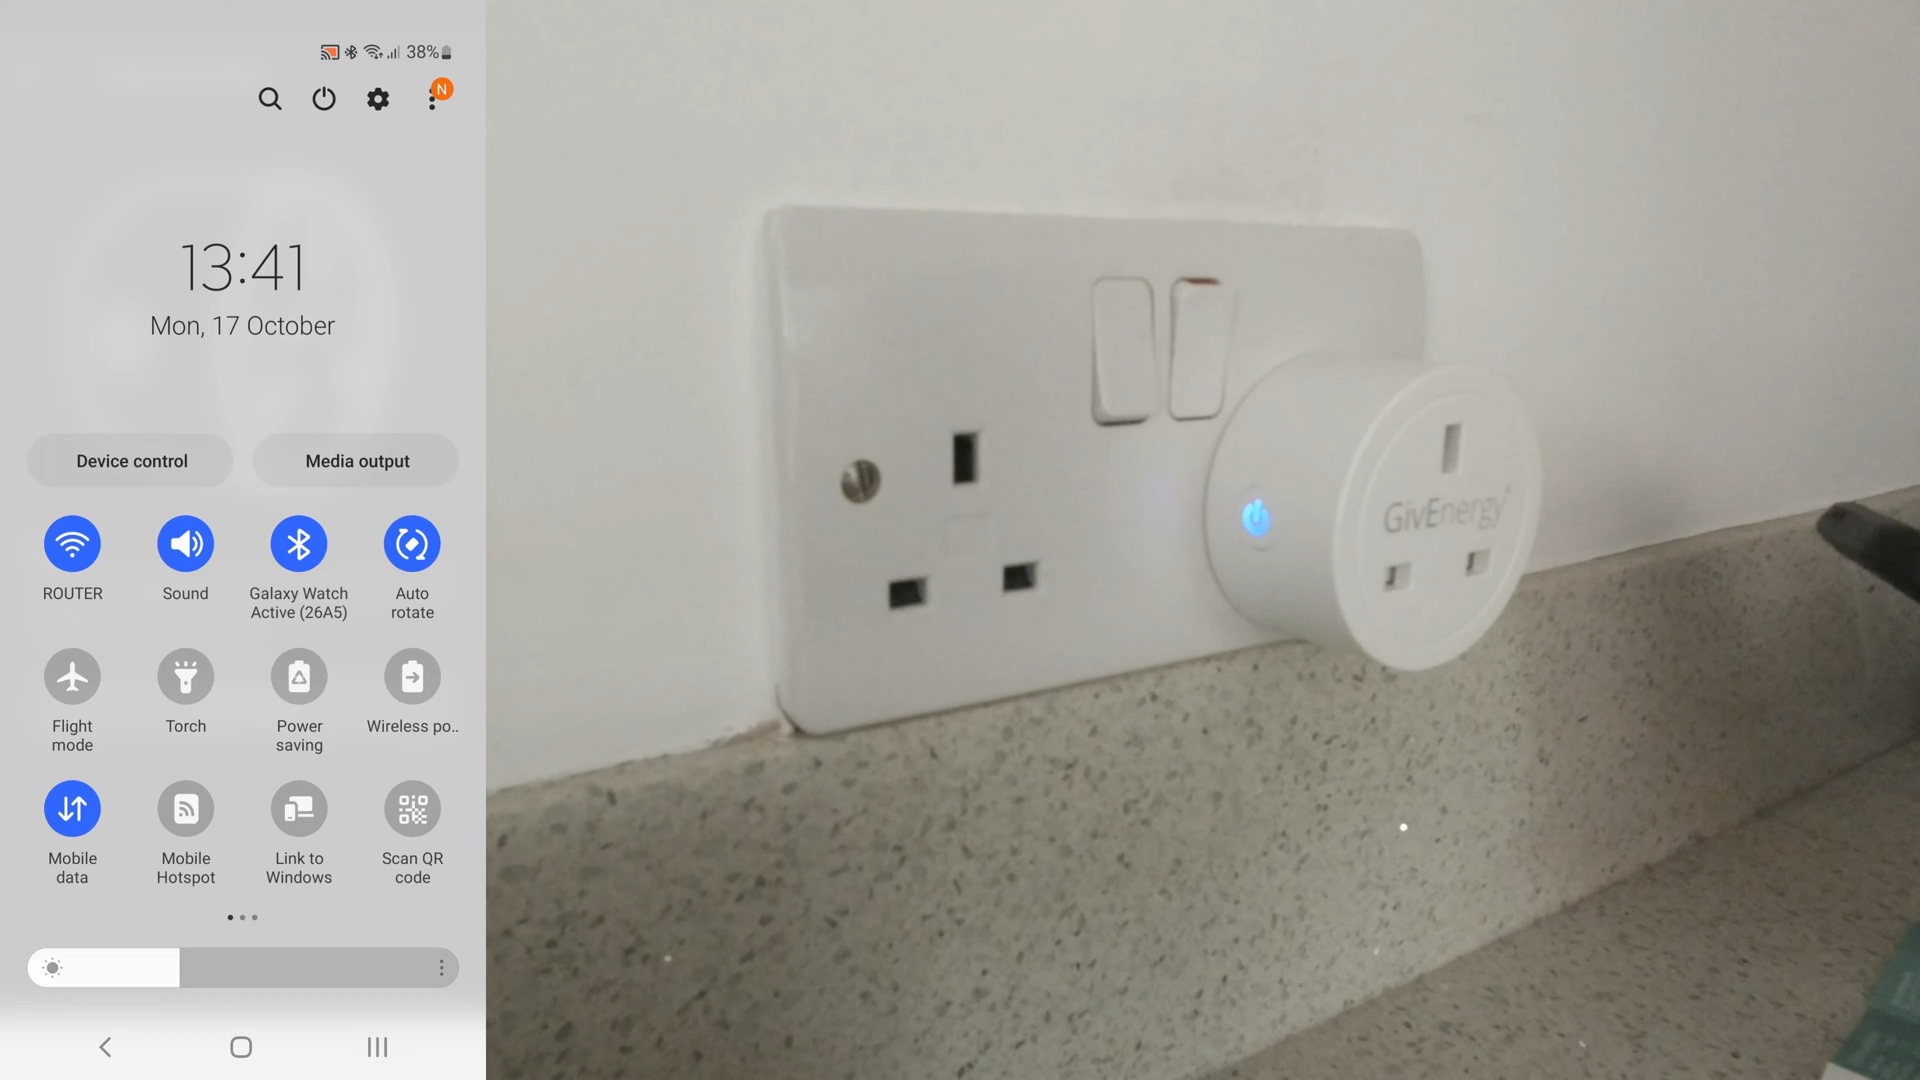 38%
N
13:41
Mon, 17 October
Device control
Media output
ROUTER
Sound
Galaxy Watch
Active (26A5)
Auto
rotate
Flight
mode
Torch
Power
saving
Wireless po..
Mobile
data
Mobile
Hotspot
Link to
Windows
Scan QR
code
GivEnergy